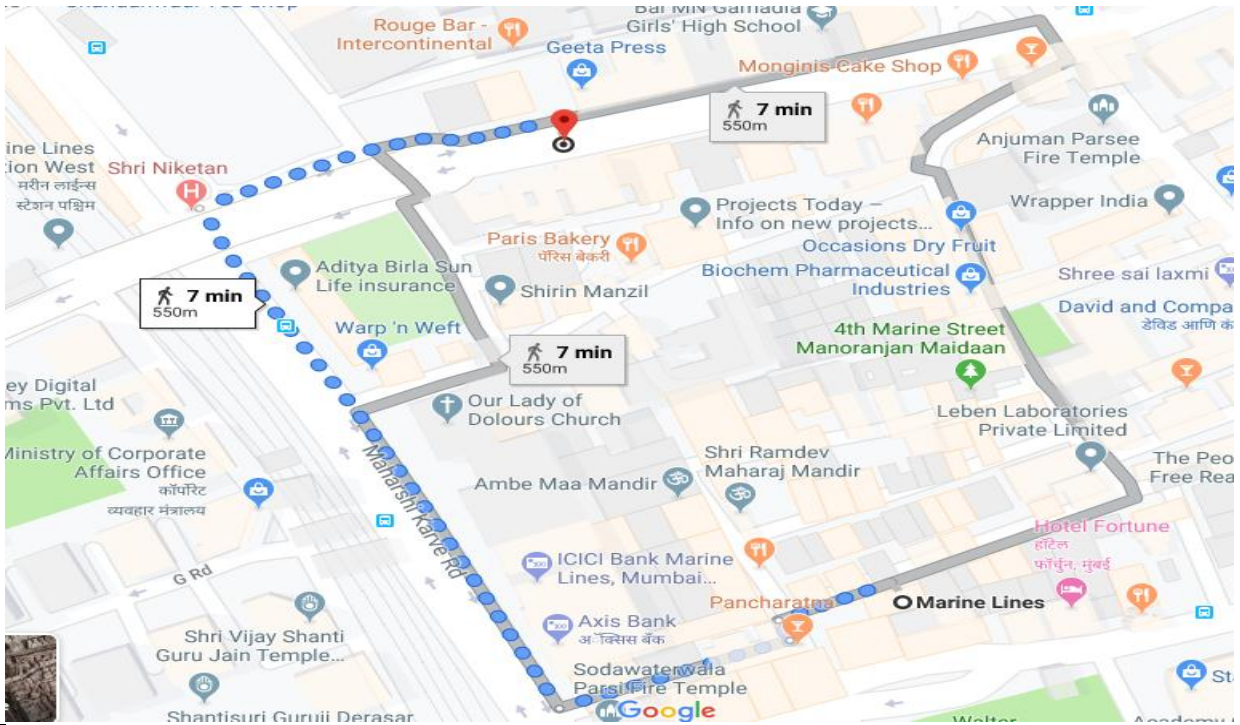 Rouge Bar -
Intercontinental
Bai MN Gamadia
Girls' High School
Geeta Press
Monginis Cake Shop
7 min
550m
Anjuman Parsee
Fire Temple
ine Lines
tion West
मरीन लाईन्स
स्टेशन पश्चिम
Shri Niketan
Projects Today –
Info on new projects...
Wrapper India
Paris Bakery
पॅरिस बेकरी
Occasions Dry Fruit
Biochem Pharmaceutical
Industries
Aditya Birla Sun
Life insurance
Shirin Manzil
Shree sai laxmi
7 min
550m
David and Compa
डेविड आणि कं
Warp 'n Weft
7 min
550m
4th Marine Street
Manoranjan Maidaan
ey Digital
ms Pvt. Ltd
Our Lady of
Dolours Church
Leben Laboratories
Private Limited
Ministry of Corporate
Affairs Office
कॉर्पोरेट
व्यवहार मंत्रालय
Maharshi Karve Rd
Ambe Maa Mandir
Shri Ramdev
Maharaj Mandir
The Peo
Free Rea
Hotel Fortune
हॉटेल
फॉर्चुन, मुंबई
G Rd
ICICI Bank Marine
Lines, Mumbai...
Pancharatna
Marine Lines
Shri Vijay Shanti
Guru Jain Temple...
Axis Bank
अॅक्सिस बँक
Sodawaterwala
Parsi Fire Temple
Google
St
Shantisuri Guruji Derasar
Walter
Academy